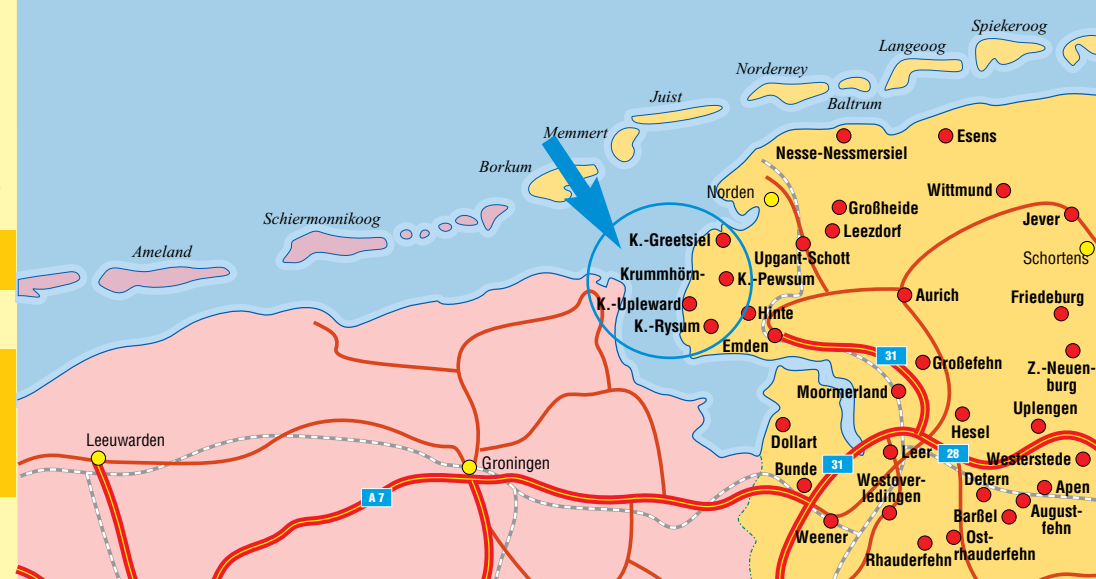 Spiekeroog
Langeoog
Norderney
Baltrum
Juist
Memmert
Borkum
Schiermonnikoog
Ameland
Esens
Nesse-Nessmersiel
Norden
Wittmund
Großheide
Jever
Leezdorf
K.-Greetsiel
Upgant-Schott
Schortens
Krummhörn-
K.-Pewsum
Aurich
Friedeburg
K.-Upleward
Hinte
K.-Rysum
Emden
31
Großefehn
Z.-Neuen-
burg
Moormerland
Uplengen
Hesel
Dollart
Leeuwarden
Groningen
Leer
28
Westerstede
31
Bunde
Westover-
ledingen
Detern
Apen
A 7
August-
fehn
Barßel
Weener
Ost-
rhauderfehn
Rhauderfehn